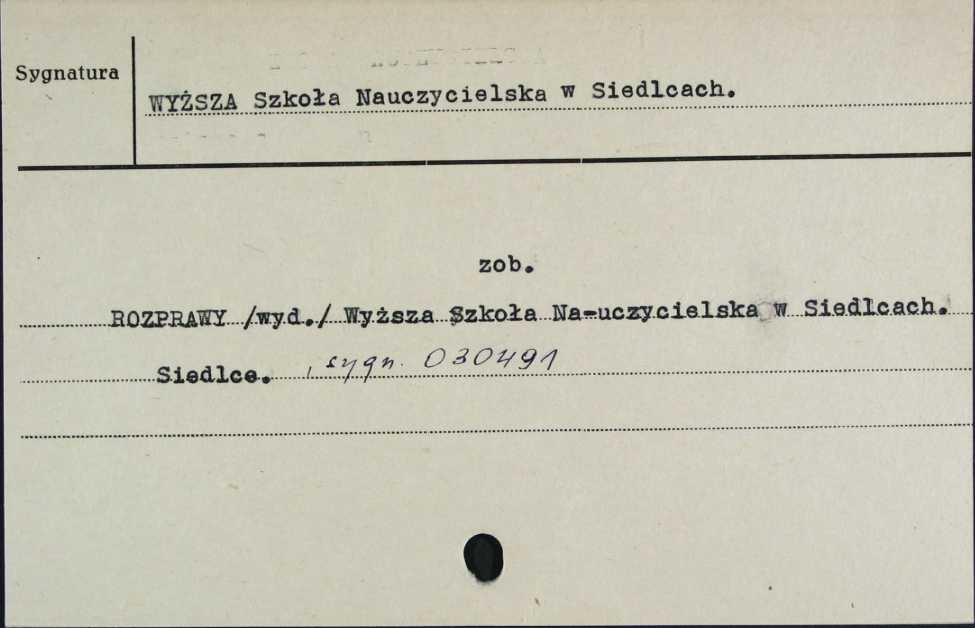 Sygnatura
WYŻSZA Szkoła Nauczycielska w Siedlcach.
zob.
ROZPRAWY /wyd./ Wyższa Szkoła Na-uczycielska w Siedlcach.
Siedlce. , sygn. 030491